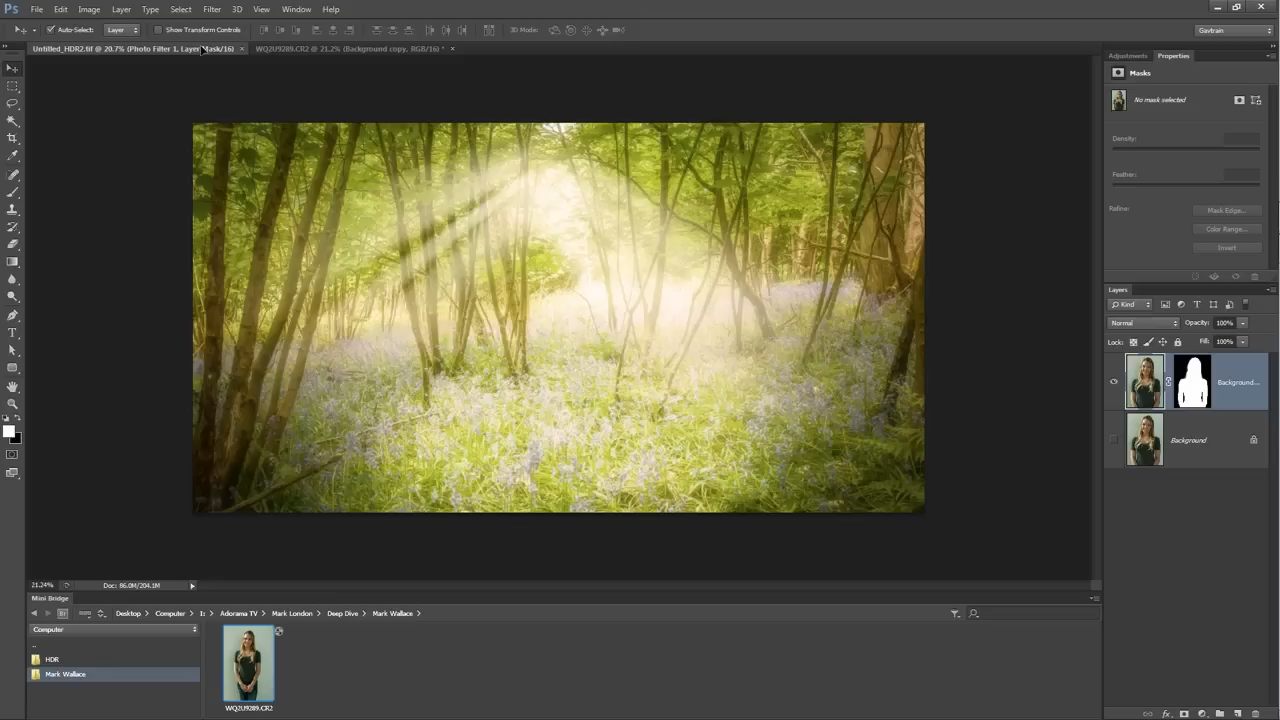 Ps File Edit Image Layer Type Select Filter 3D View Window Help
Auto-Select: Layer Show Transform Controls 3D Mode: Gavtrain
Untitled_HDR2.tif @ 20.7% (Photo Filter 1, Layer Mask/16) × WQ2U9289.CR2 @ 21.2% (Background copy, RGB/16) * ×
Adjustments Properties
Masks
No mask selected
Density:
Feather:
Refine: Mask Edge...
Color Range...
Invert
Layers
Kind
Normal Opacity: 100%
Lock: Fill: 100%
Background...
Background
21.24% Doc: 86.0M/204.1M
Mini Bridge
Br Desktop Computer I: Adorama TV Mark London Deep Dive Mark Wallace
Computer
..
HDR
Mark Wallace
WQ2U9289.CR2